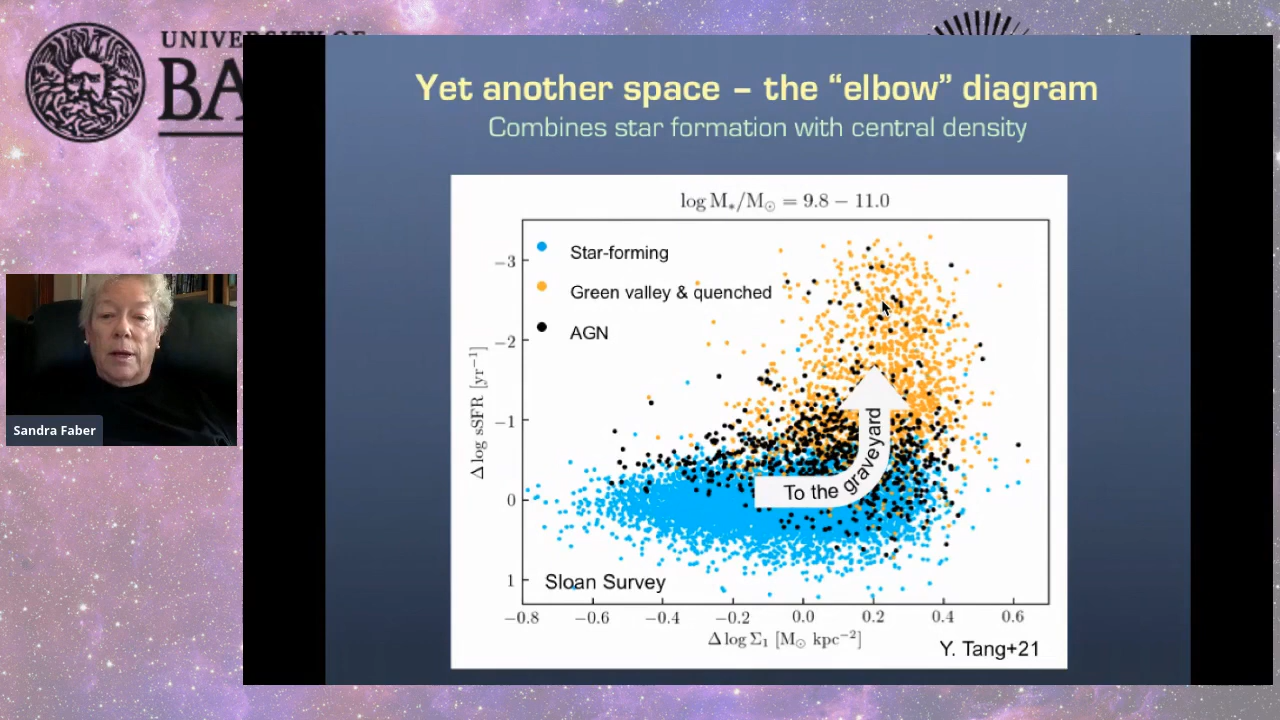 UNIVERSITY OF
BA
Yet another space – the “elbow” diagram
Combines star formation with central density
log M∗/M⊙ = 9.8 − 11.0
Star-forming
Green valley & quenched
AGN
−3
−2
−1
0
1
Δ log sSFR [yr⁻¹]
To the graveyard
Sloan Survey
−0.8 −0.6 −0.4 −0.2 0.0 0.2 0.4 0.6
Δ log Σ₁ [M⊙ kpc⁻²]
Y. Tang+21
Sandra Faber